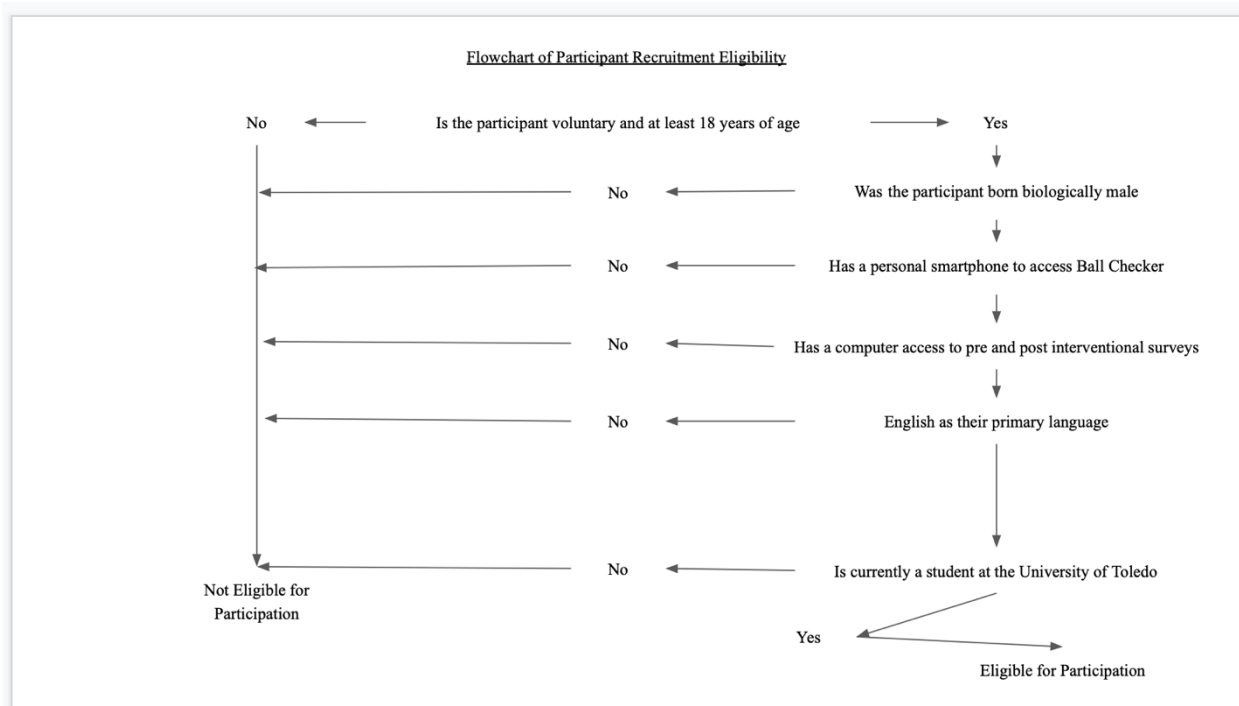 Flowchart of Participant Recruitment Eligibility
No Is the participant voluntary and at least 18 years of age Yes
No Was the participant born biologically male
No Has a personal smartphone to access Ball Checker
No Has a computer access to pre and post interventional surveys
No English as their primary language
No Is currently a student at the University of Toledo
Not Eligible for
Participation
Yes
Eligible for Participation